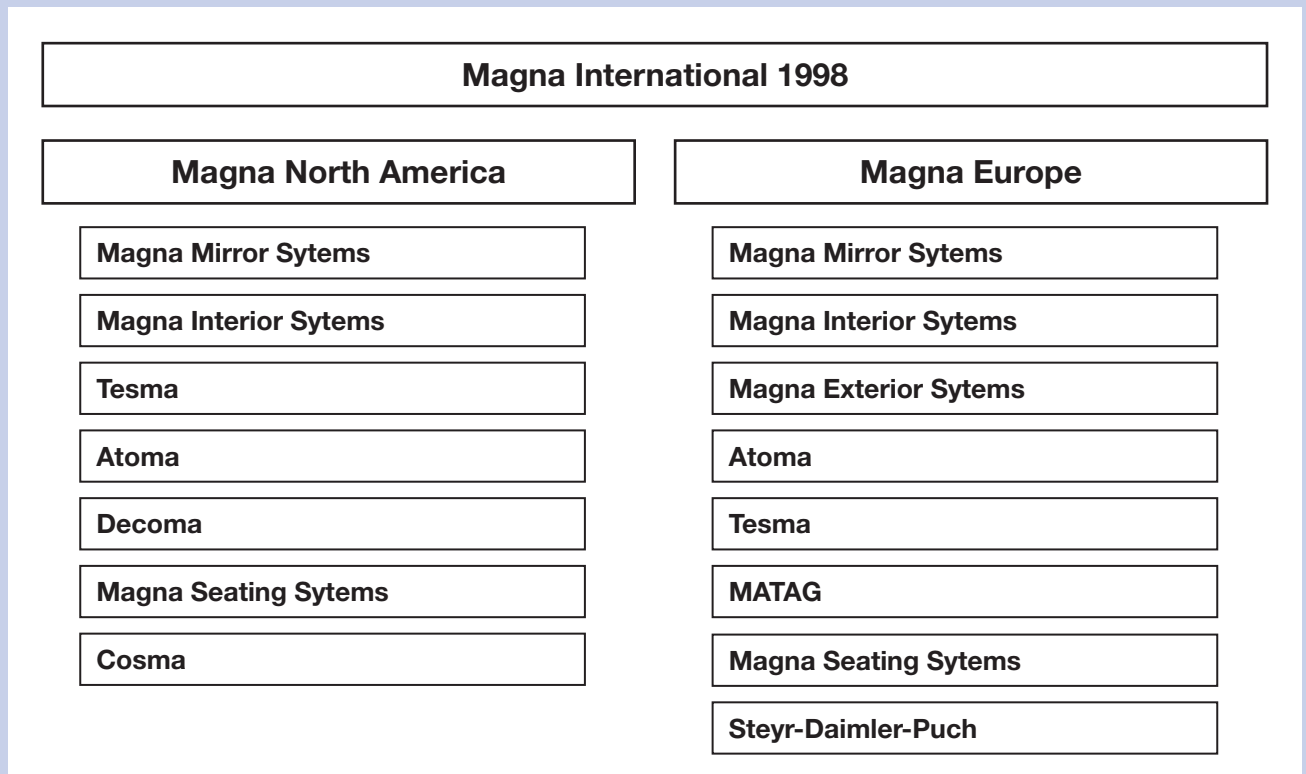 Magna International 1998
Magna North America
Magna Mirror Sytems
Magna Interior Sytems
Tesma
Atoma
Decoma
Magna Seating Sytems
Cosma
Magna Europe
Magna Mirror Sytems
Magna Interior Sytems
Magna Exterior Sytems
Atoma
Tesma
MATAG
Magna Seating Sytems
Steyr-Daimler-Puch